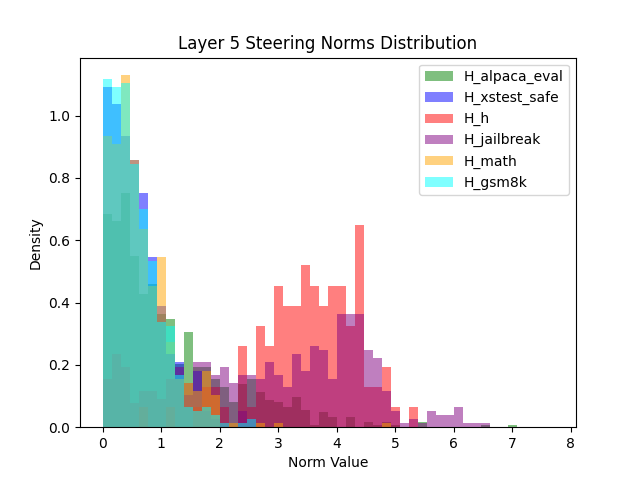 Layer 5 Steering Norms Distribution
H_alpaca_eval
H_xstest_safe
H_h
H_jailbreak
H_math
H_gsm8k
Density
1.0
0.8
0.6
0.4
0.2
0.0
0 1 2 3 4 5 6 7 8
Norm Value